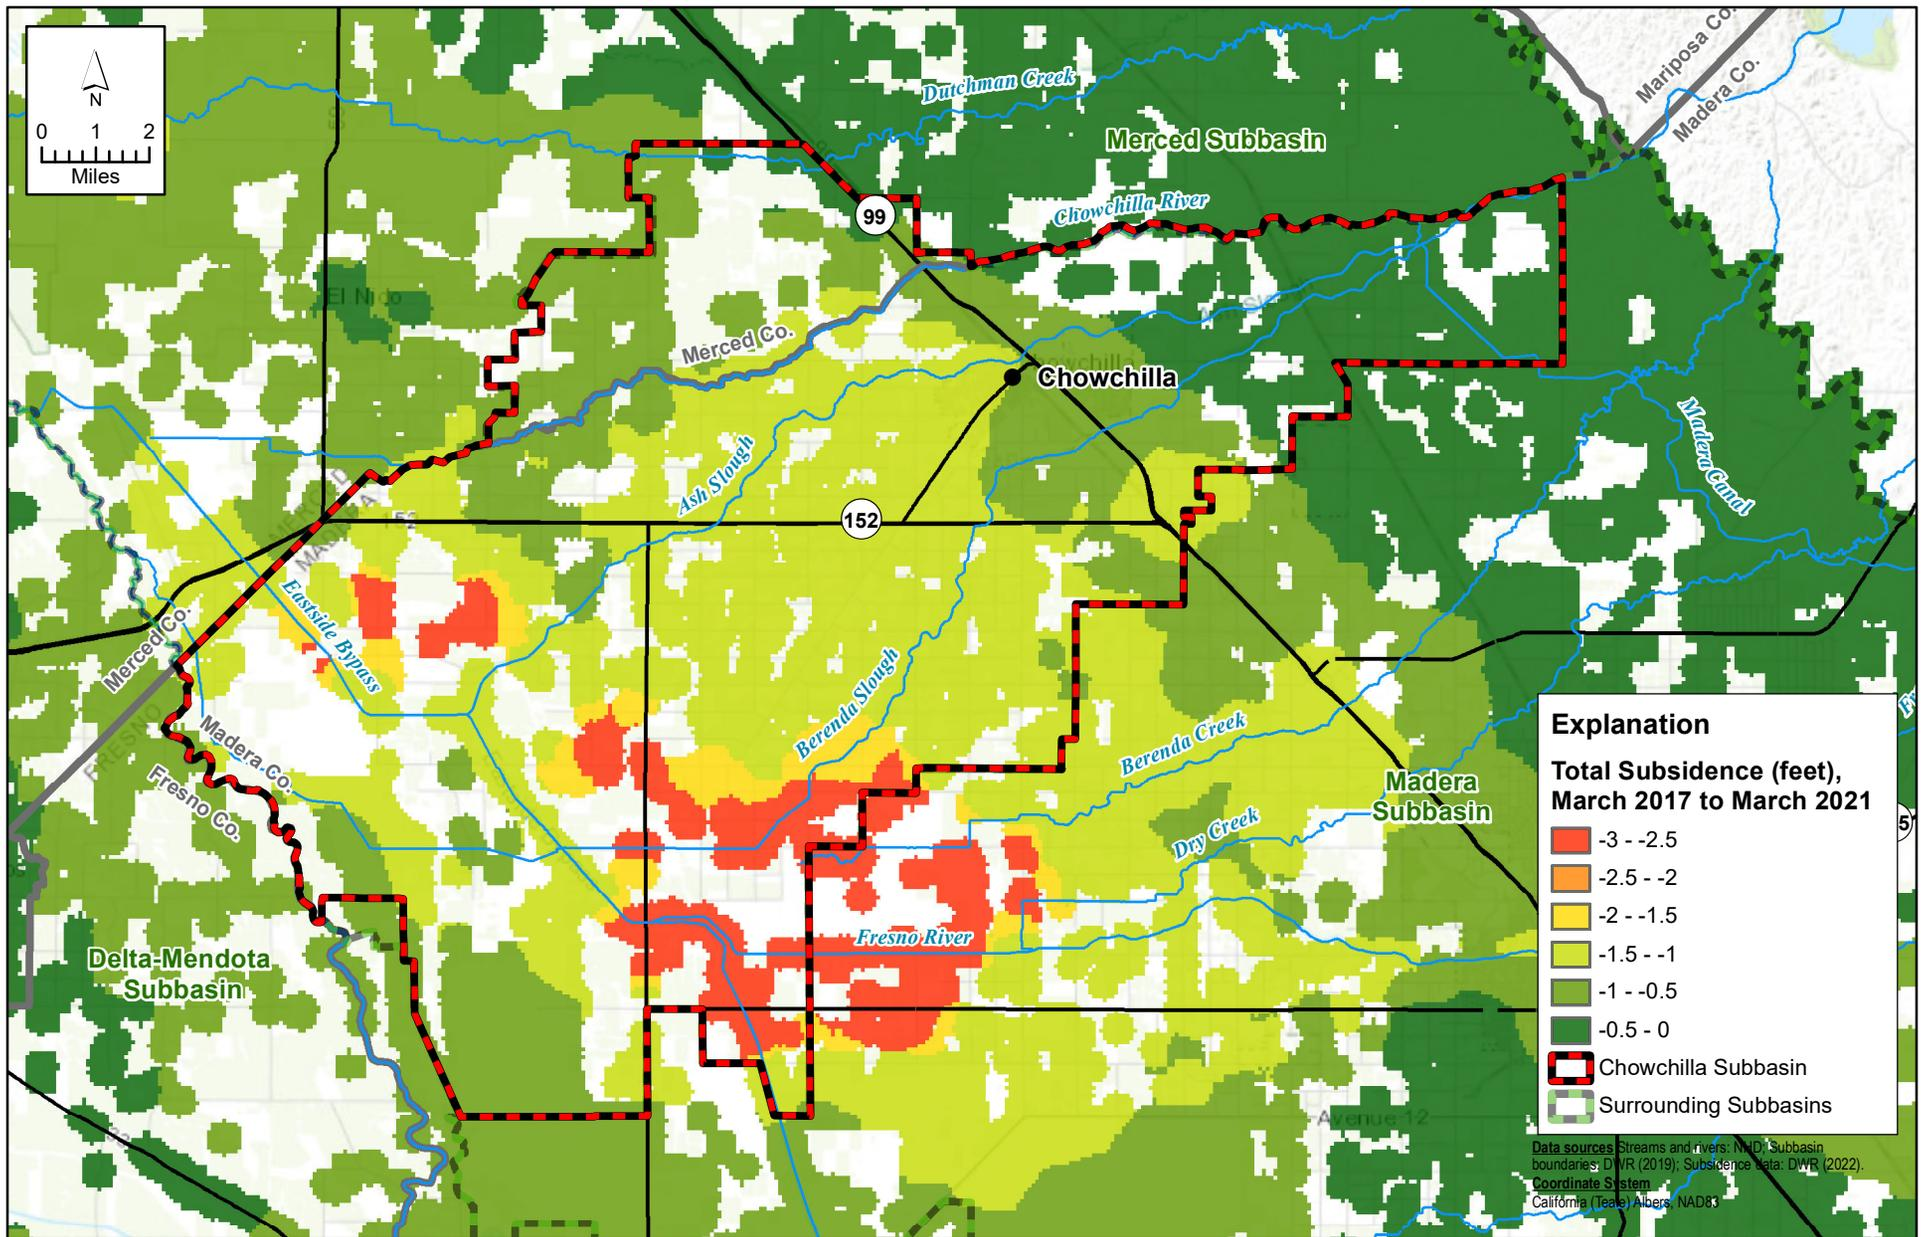 N
0 1 2
Miles
Mariposa Co.
Madera Co.
Dutchman Creek
Merced Subbasin
Chowchilla River
99
El Nido
Merced Co.
Chowchilla
Chowchilla
Madera Canal
Ash Slough
MERCED
MADERA
152
152
Eastside Bypass
Merced Co.
Berenda Slough
FRESNO
Madera Co.
Fresno Co.
Berenda Creek
Madera
Subbasin
Dry Creek
Fresno River
Delta-Mendota
Subbasin
Avenue 12
Explanation
Total Subsidence (feet),
March 2017 to March 2021
-3 - -2.5
-2.5 - -2
-2 - -1.5
-1.5 - -1
-1 - -0.5
-0.5 - 0
Chowchilla Subbasin
Surrounding Subbasins
Data sources Streams and rivers: NHD; Subbasin
boundaries: DWR (2019); Subsidence data: DWR (2022).
Coordinate System
California (Teale) Albers, NAD83